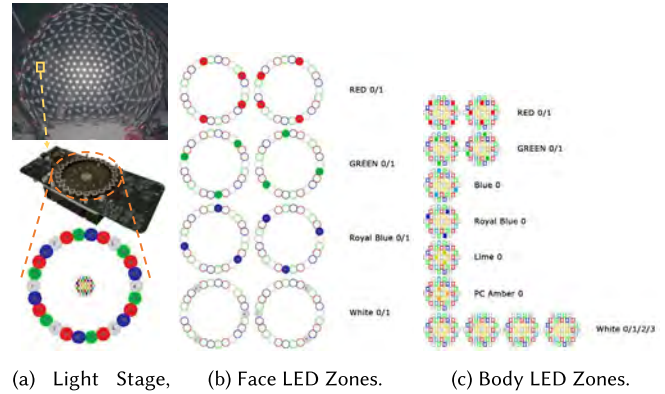 RED 0/1
GREEN 0/1
Royal Blue 0/1
White 0/1
RED 0/1
GREEN 0/1
Blue 0
Royal Blue 0
Lime 0
PC Amber 0
White 0/1/2/3
(a) Light Stage,
(b) Face LED Zones.
(c) Body LED Zones.